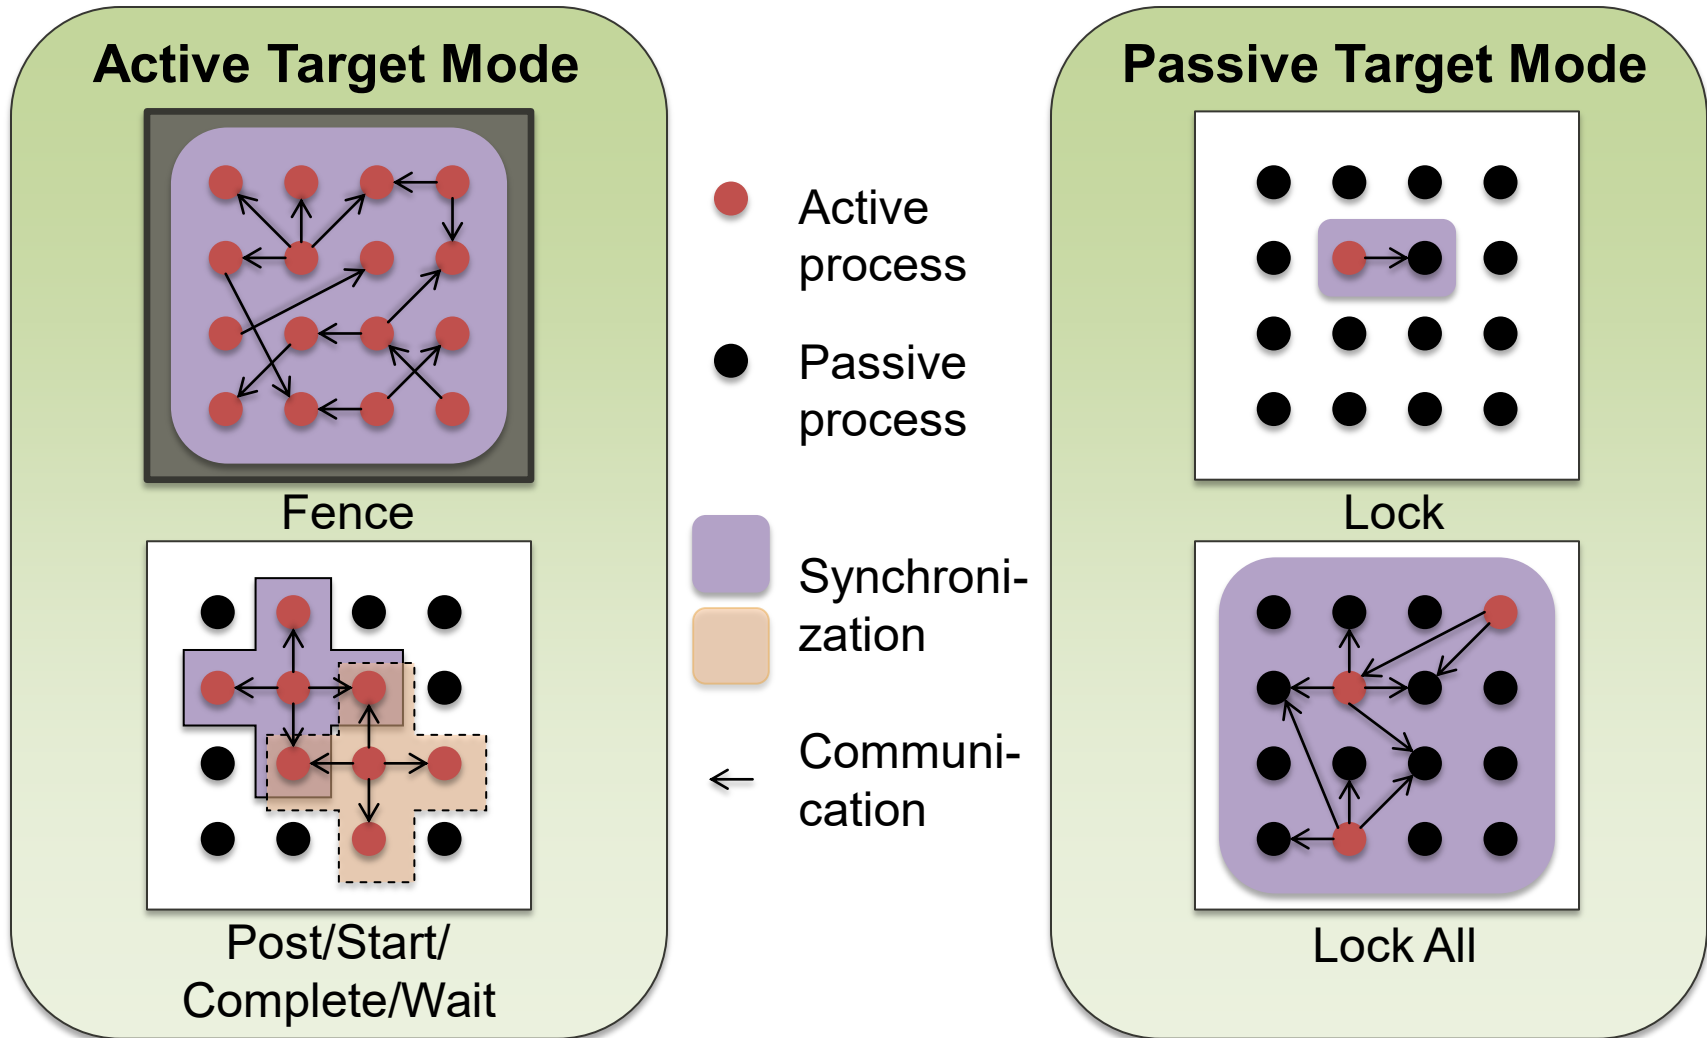 Active Target Mode
Fence
Post/Start/
Complete/Wait
Active
process
Passive
process
Synchroni-
zation
Communi-
cation
Passive Target Mode
Lock
Lock All